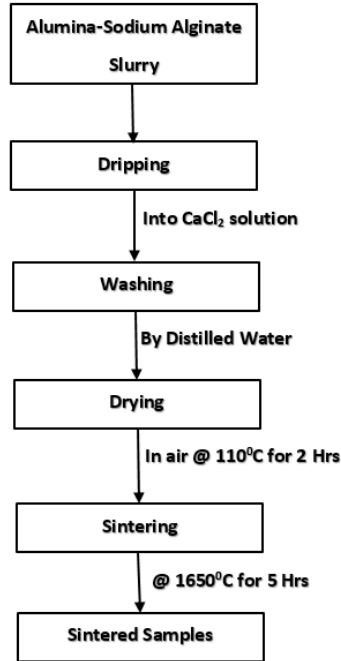 Alumina-Sodium Alginate
Slurry
Dripping
Into CaCl₂ solution
Washing
By Distilled Water
Drying
In air @ 110⁰C for 2 Hrs
Sintering
@ 1650⁰C for 5 Hrs
Sintered Samples